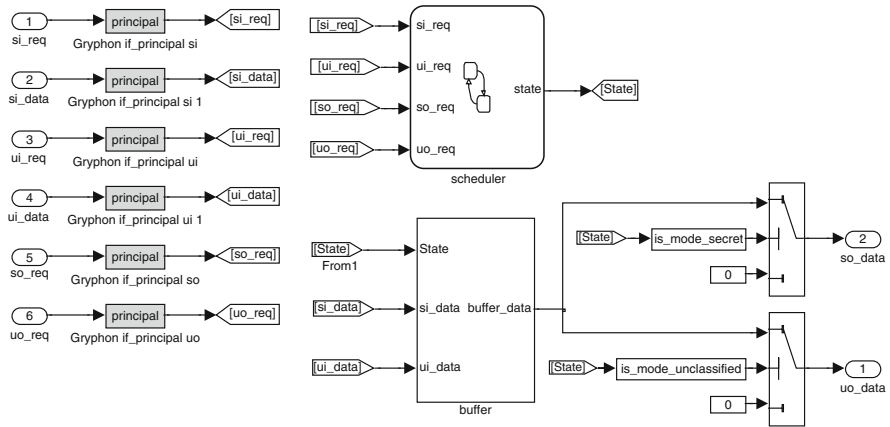 1
si_req
principal
Gryphon if_principal si
[si_req]
2
si_data
principal
Gryphon if_principal si 1
[si_data]
3
ui_req
principal
Gryphon if_principal ui
[ui_req]
4
ui_data
principal
Gryphon if_principal ui 1
[ui_data]
5
so_req
principal
Gryphon if_principal so
[so_req]
6
uo_req
principal
Gryphon if_principal uo
[uo_req]
[si_req]
[ui_req]
[so_req]
[uo_req]
si_req
ui_req
so_req
uo_req
state
scheduler
[State]
[State]
From1
[si_data]
[ui_data]
State
si_data
ui_data
buffer_data
buffer
[State]
is_mode_secret
0
2
so_data
[State]
is_mode_unclassified
0
1
uo_data